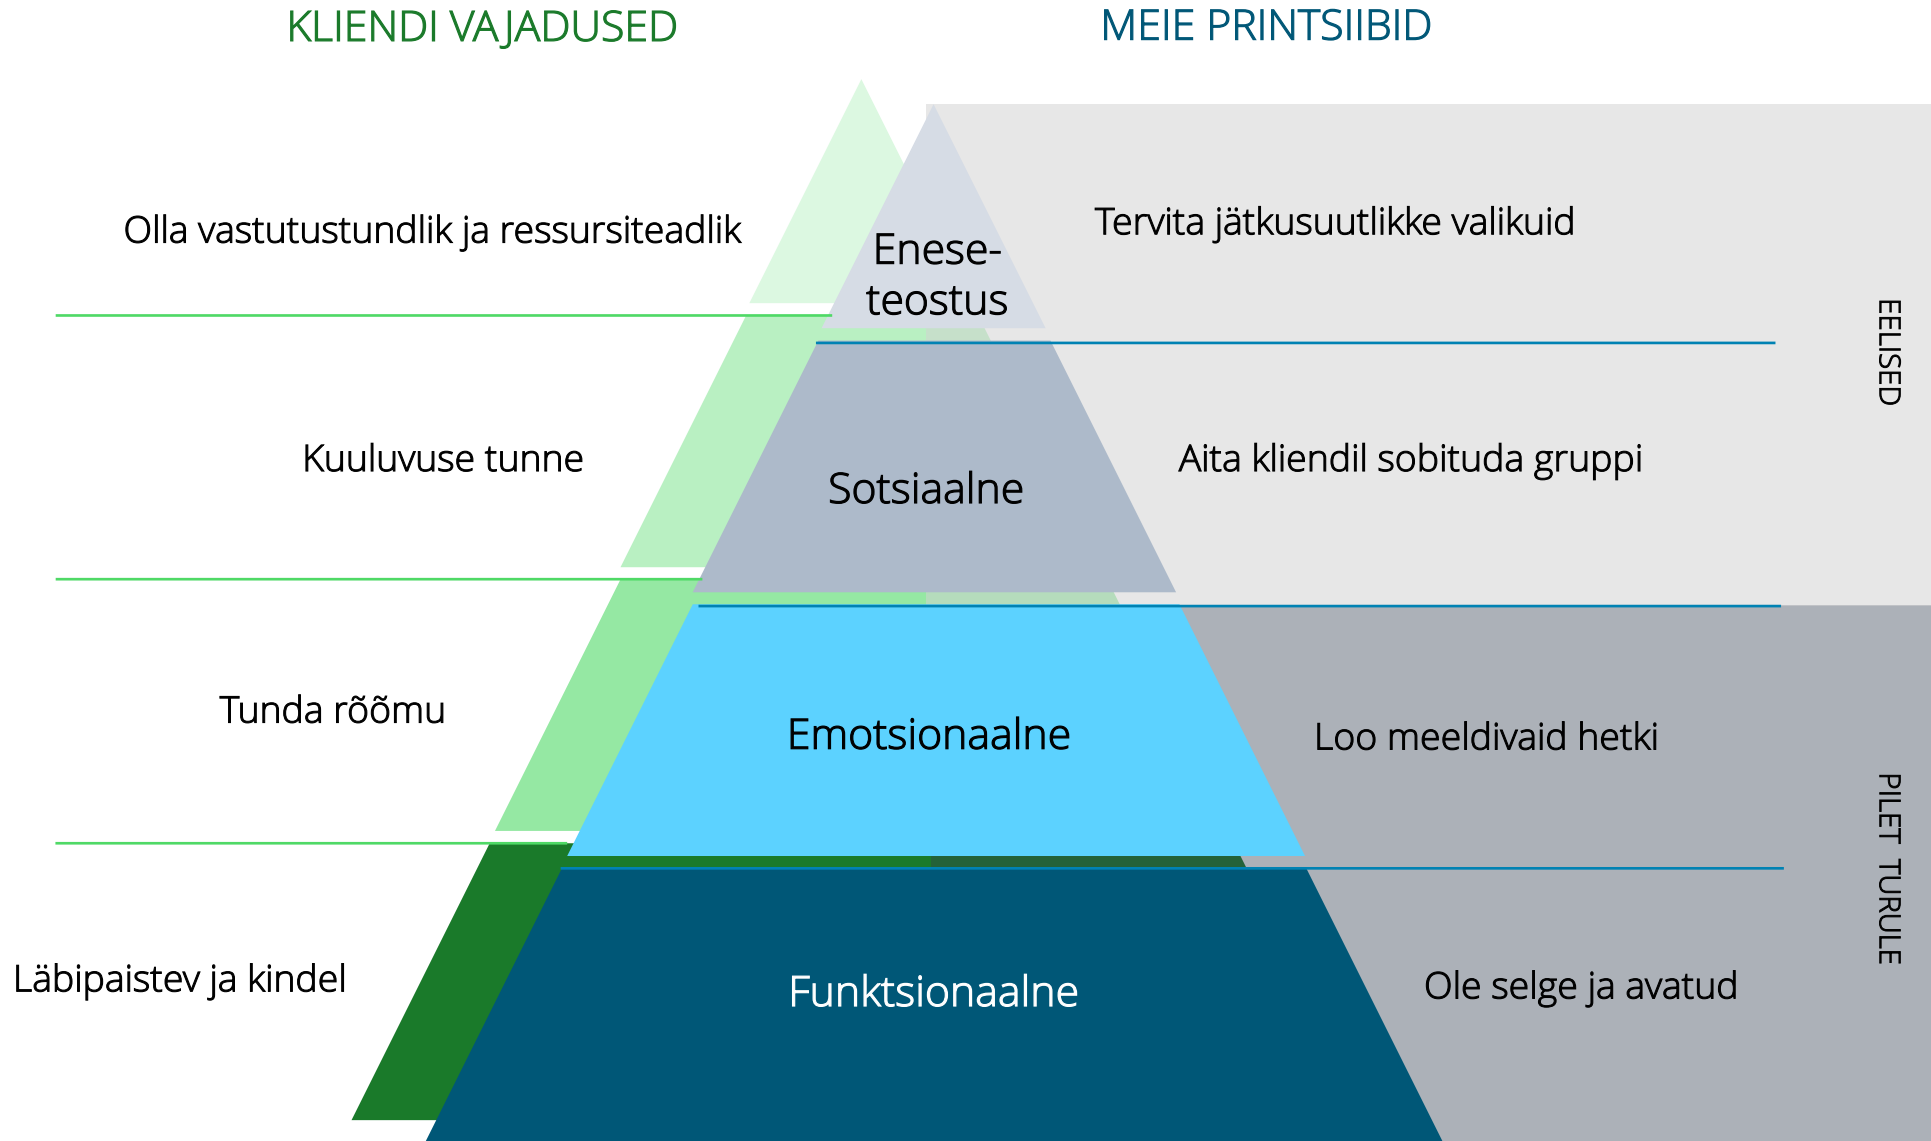 KLIENDI VAJADUSED
MEIE PRINTSIIBID
Olla vastutustundlik ja ressursiteadlik
Enese-
teostus
Tervita jätkusuutlikke valikuid
EELISED
Kuuluvuse tunne
Sotsiaalne
Aita kliendil sobituda gruppi
Tunda rõõmu
Emotsionaalne
Loo meeldivaid hetki
PILET TURULE
Läbipaistev ja kindel
Funktsionaalne
Ole selge ja avatud